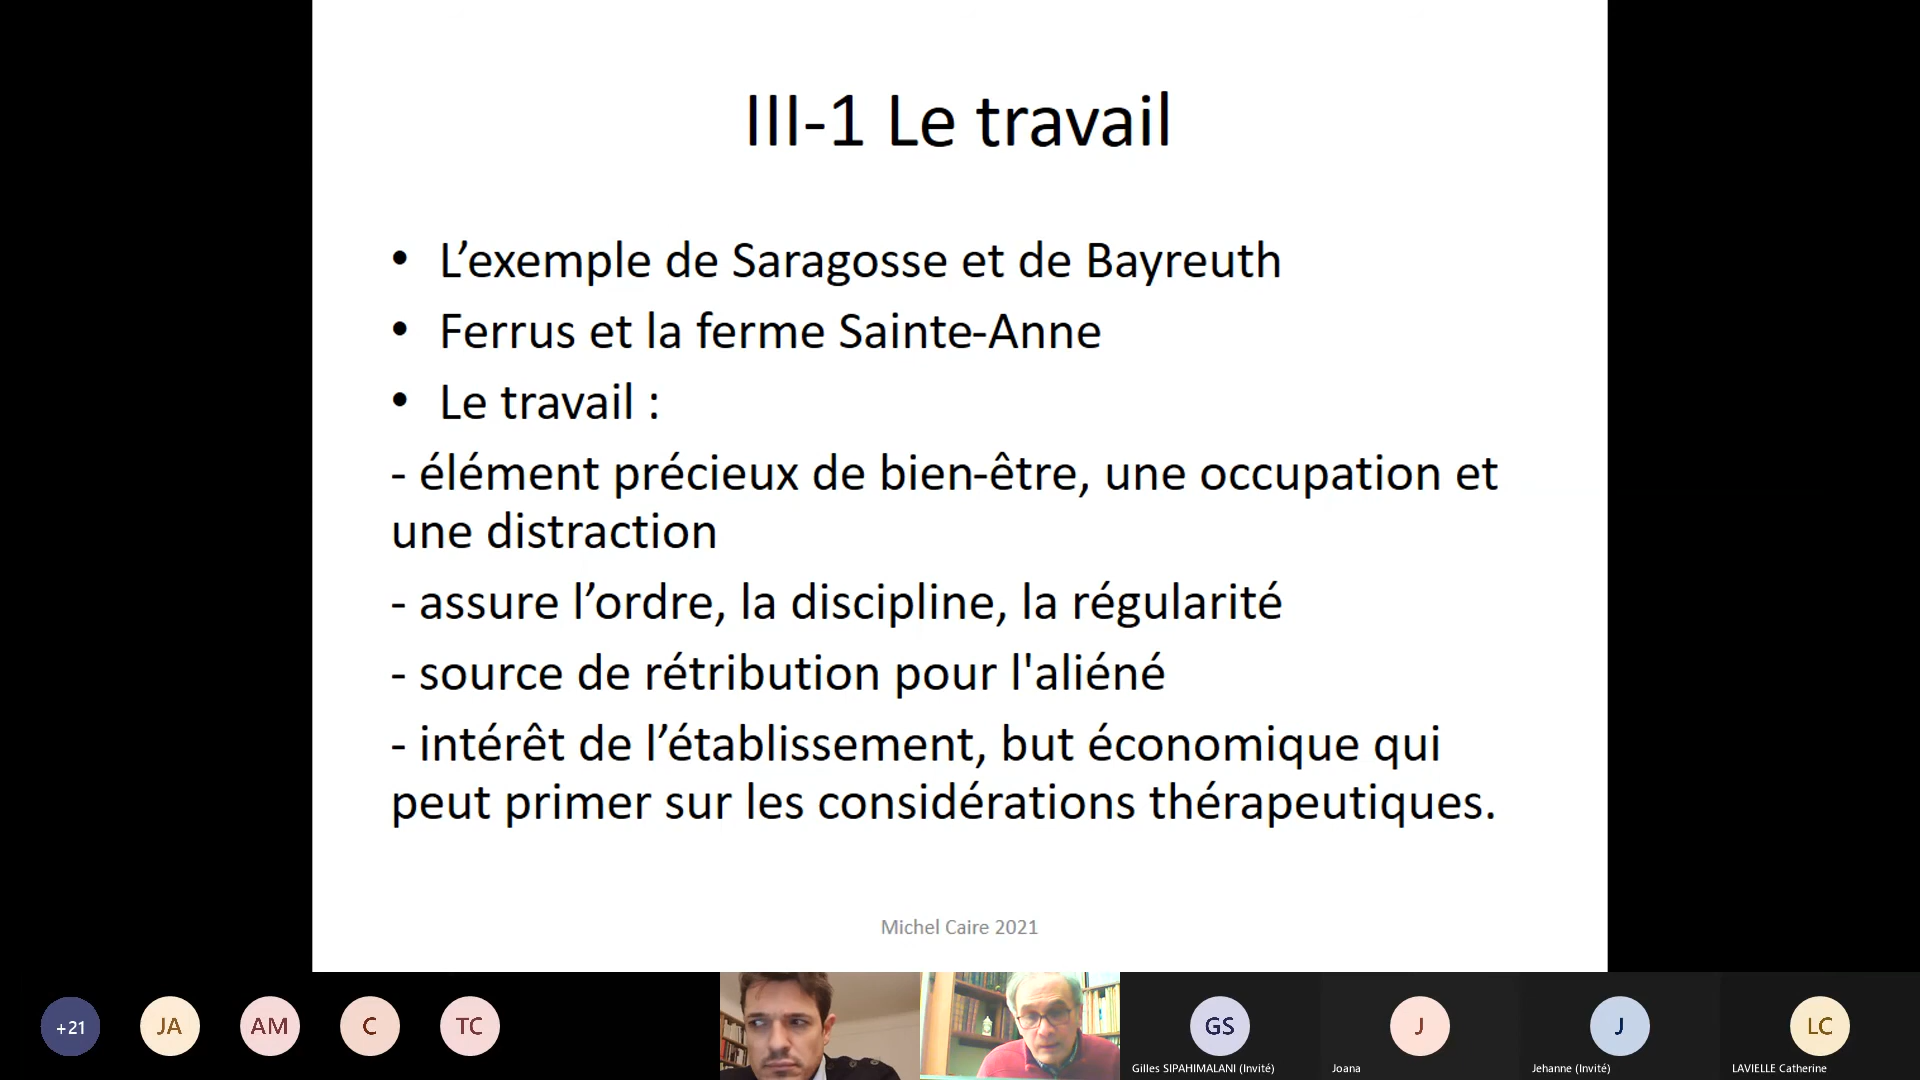 III-1 Le travail
• L’exemple de Saragosse et de Bayreuth
• Ferrus et la ferme Sainte-Anne
• Le travail :
- élément précieux de bien-être, une occupation et
une distraction
- assure l’ordre, la discipline, la régularité
- source de rétribution pour l'aliéné
- intérêt de l’établissement, but économique qui
peut primer sur les considérations thérapeutiques.
Michel Caire 2021
+21
JA
AM
C
TC
GS
J
J
LC
Gilles SIPAHIMALANI (Invité)
Joana
Jehanne (Invité)
LAVIELLE Catherine